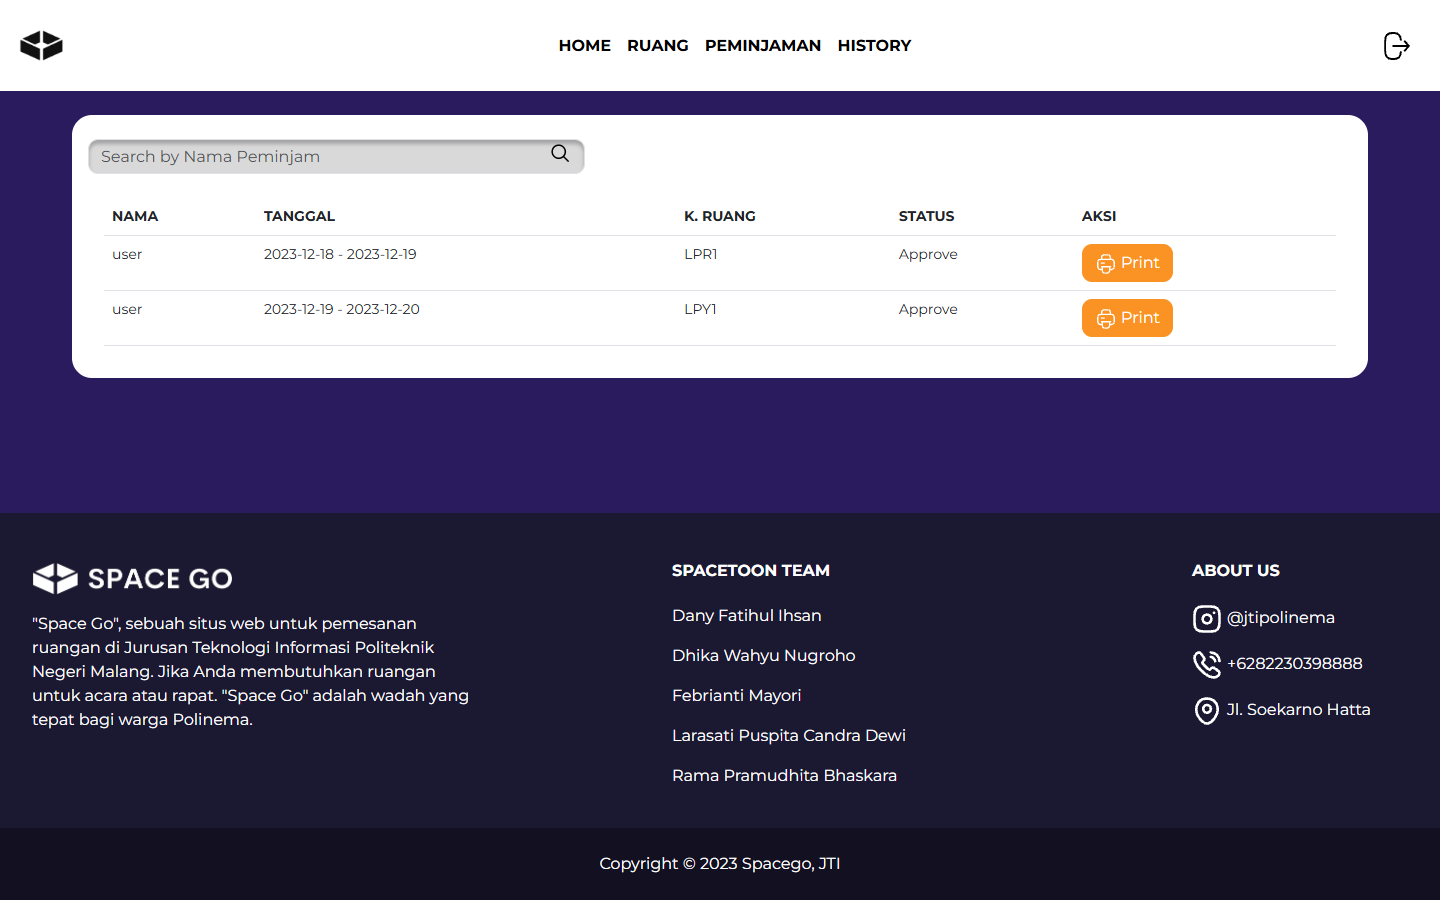 HOME RUANG PEMINJAMAN HISTORY
Search by Nama Peminjam
NAMA TANGGAL K. RUANG STATUS AKSI
user 2023-12-18 - 2023-12-19 LPR1 Approve Print
user 2023-12-19 - 2023-12-20 LPY1 Approve Print
SPACE GO
"Space Go", sebuah situs web untuk pemesanan
ruangan di Jurusan Teknologi Informasi Politeknik
Negeri Malang. Jika Anda membutuhkan ruangan
untuk acara atau rapat. "Space Go" adalah wadah yang
tepat bagi warga Polinema.
SPACETOON TEAM
Dany Fatihul Ihsan
Dhika Wahyu Nugroho
Febrianti Mayori
Larasati Puspita Candra Dewi
Rama Pramudhita Bhaskara
ABOUT US
@jtipolinema
+6282230398888
Jl. Soekarno Hatta
Copyright © 2023 Spacego, JTI